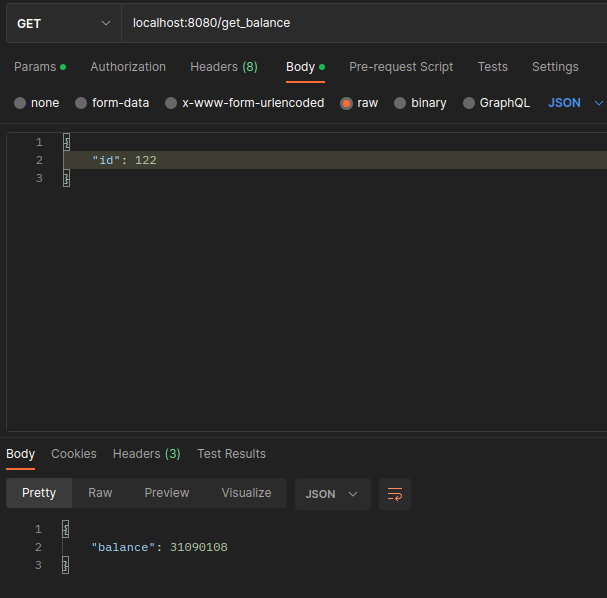 GET localhost:8080/get_balance
Params Authorization Headers (8) Body Pre-request Script Tests Settings
none form-data x-www-form-urlencoded raw binary GraphQL JSON
1 {
2 "id": 122
3 }
Body Cookies Headers (3) Test Results
Pretty Raw Preview Visualize JSON
1 {
2 "balance": 31090108
3 }